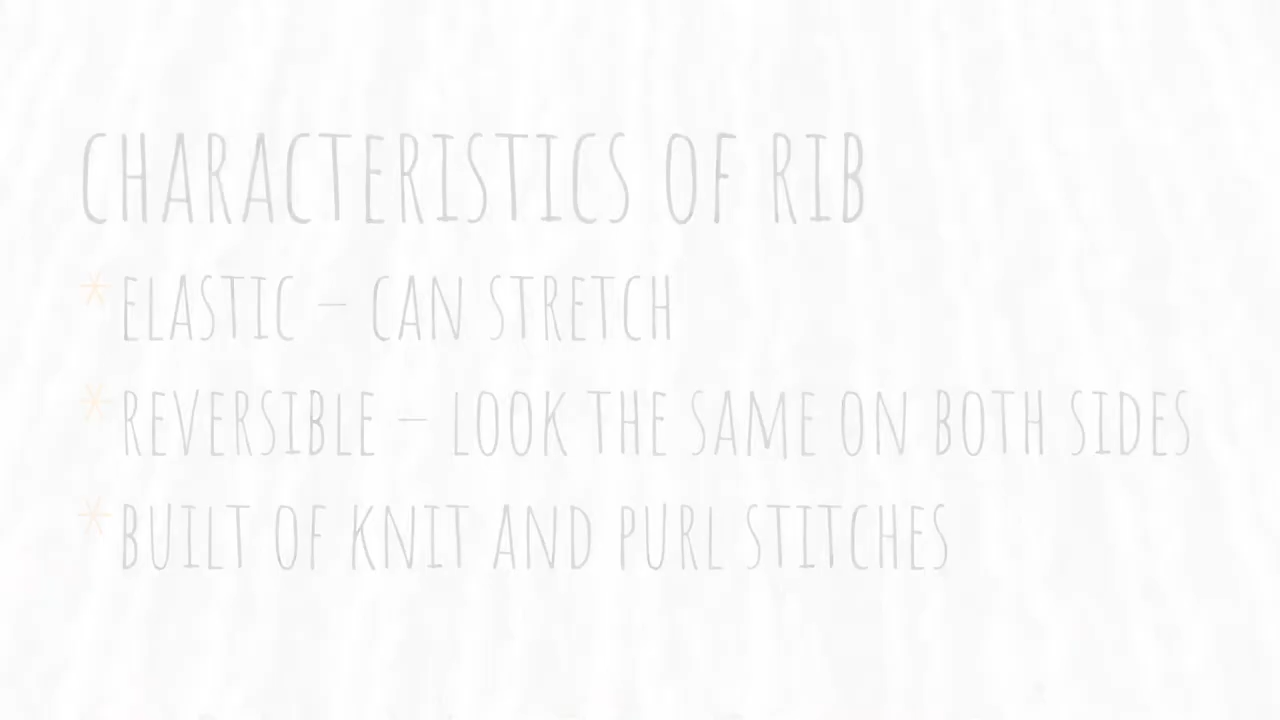 CHARACTERISTICS OF RIB
* ELASTIC – CAN STRETCH
* REVERSIBLE – LOOK THE SAME ON BOTH SIDES
* BUILT OF KNIT AND PURL STITCHES